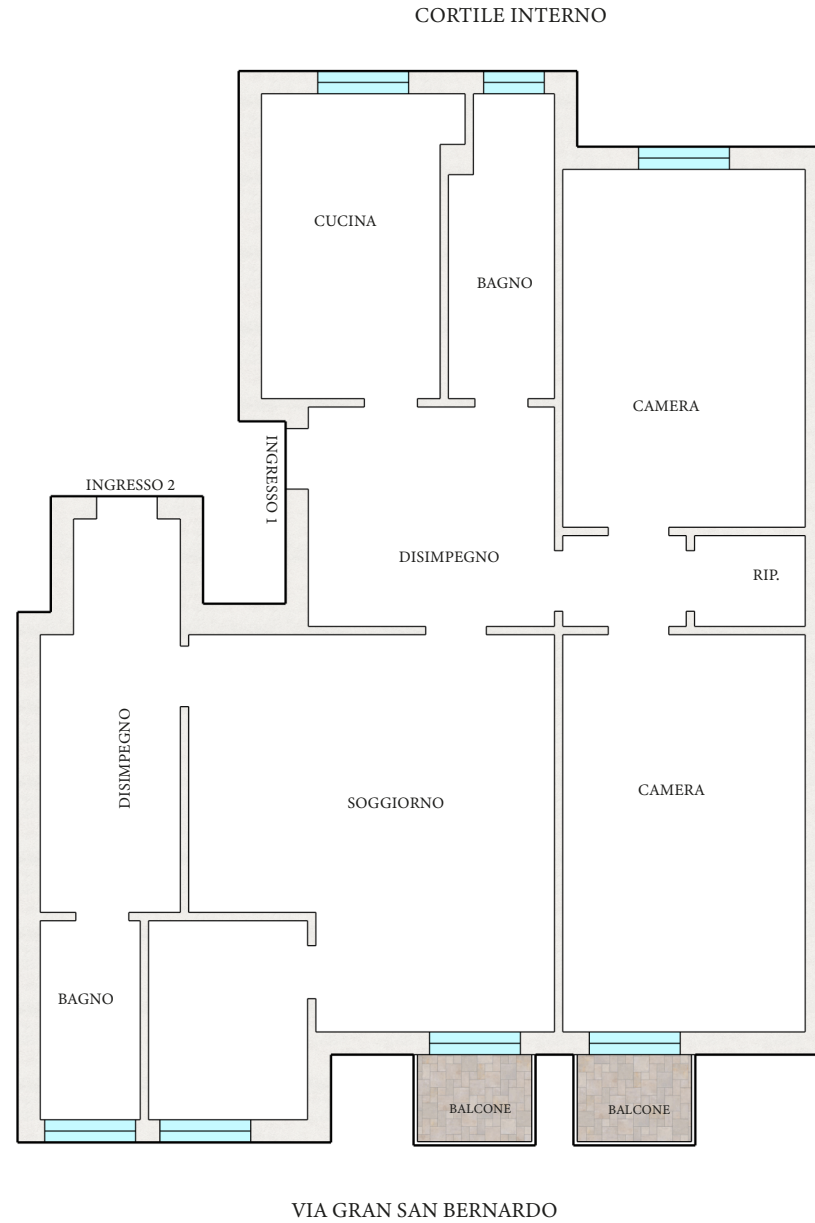 CORTILE INTERNO
CUCINA
BAGNO
CAMERA
INGRESSO 1
INGRESSO 2
DISIMPEGNO
RIP.
DISIMPEGNO
SOGGIORNO
CAMERA
BAGNO
BALCONE
BALCONE
VIA GRAN SAN BERNARDO